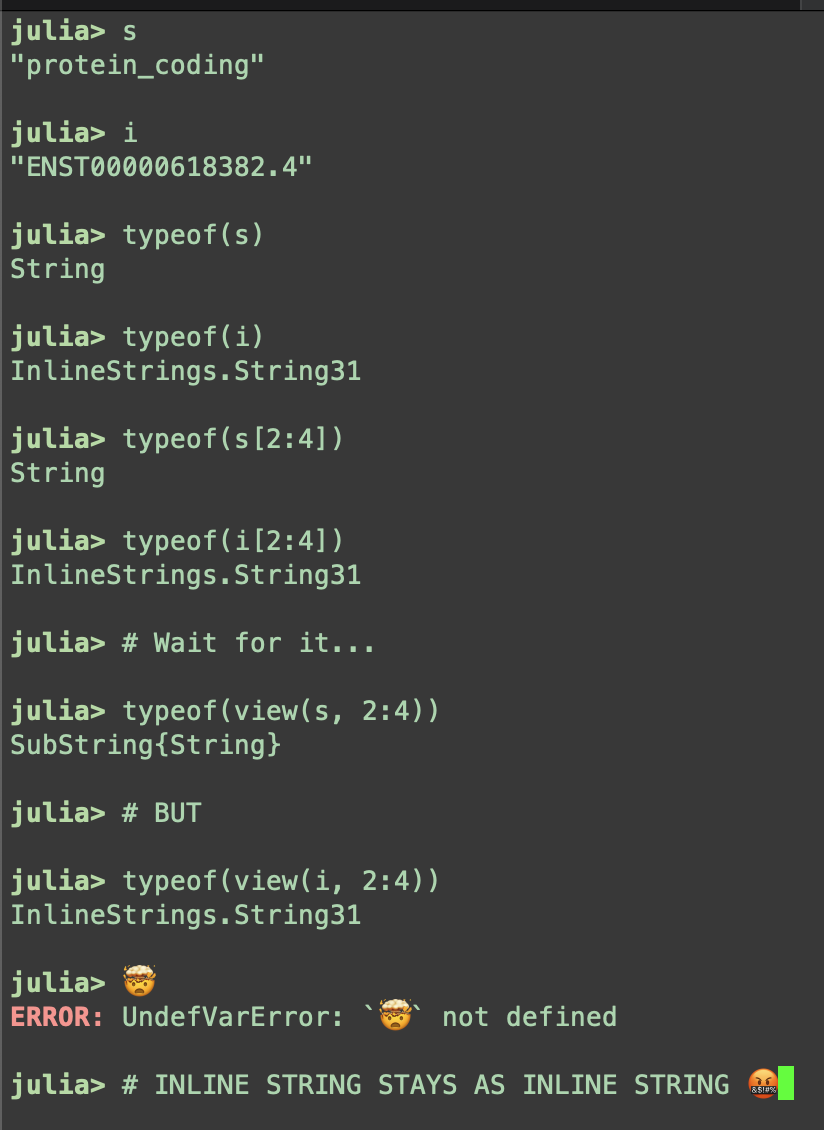 julia> s
"protein_coding"
julia> i
"ENST00000618382.4"
julia> typeof(s)
String
julia> typeof(i)
InlineStrings.String31
julia> typeof(s[2:4])
String
julia> typeof(i[2:4])
InlineStrings.String31
julia> # Wait for it...
julia> typeof(view(s, 2:4))
SubString{String}
julia> # BUT
julia> typeof(view(i, 2:4))
InlineStrings.String31
julia> 🤯
ERROR: UndefVarError: `🤯` not defined
julia> # INLINE STRING STAYS AS INLINE STRING 🤬